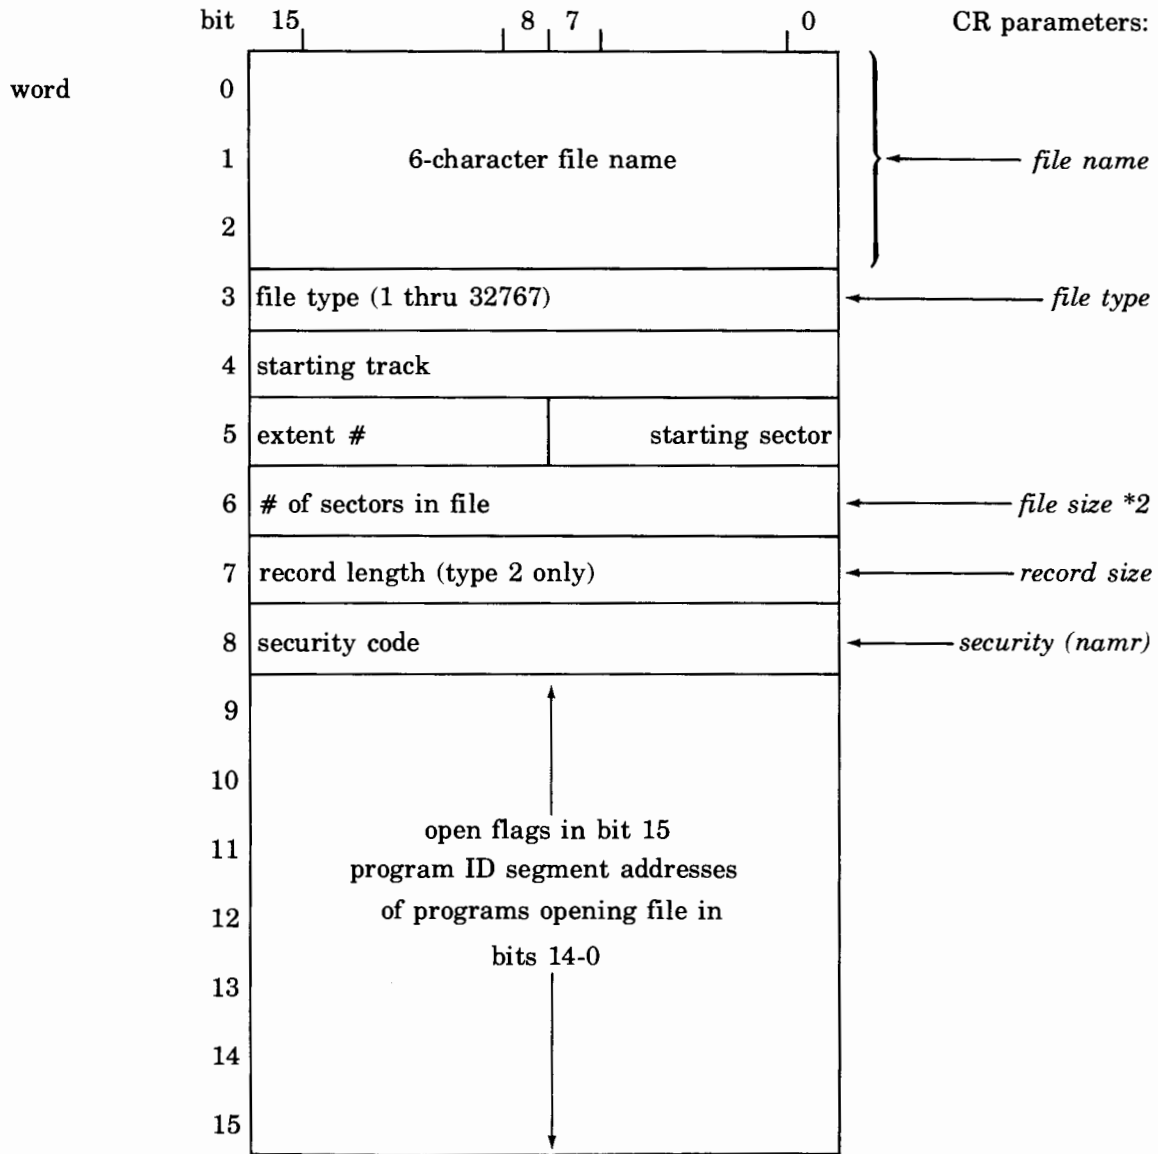 bit 15 8 7 0 CR parameters:
word 0
1 6-character file name file name
2
3 file type (1 thru 32767) file type
4 starting track
5 extent # starting sector
6 # of sectors in file file size *2
7 record length (type 2 only) record size
8 security code security (namr)
9
10
open flags in bit 15
11
program ID segment addresses
12 of programs opening file in
bits 14-0
13
14
15